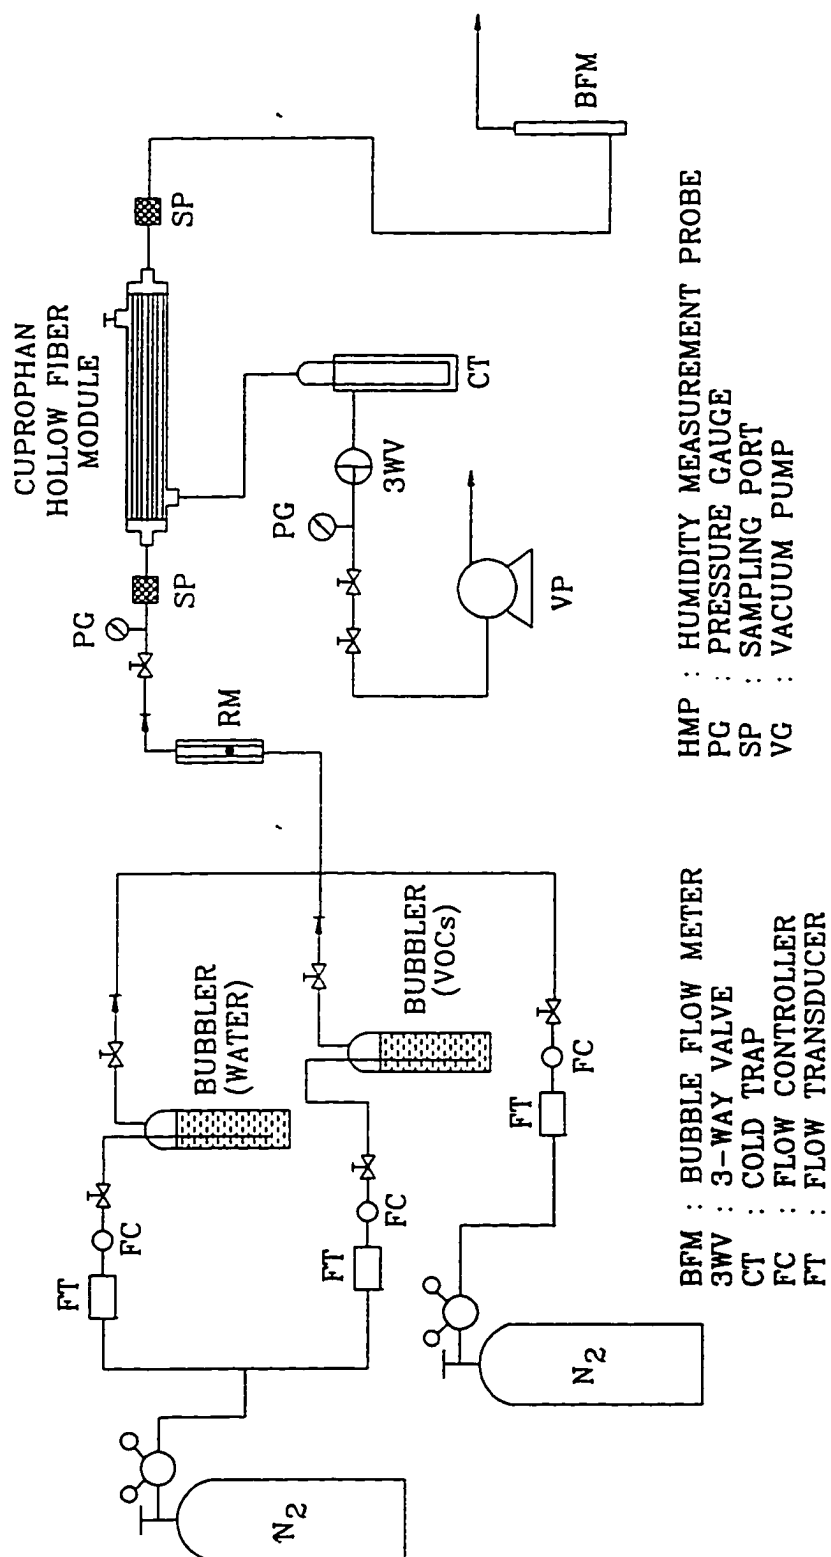 CUPROPHAN
HOLLOW FIBER
MODULE
PG
SP
SP
RM
PG
3WV
CT
BFM
VP
FT
FC
BUBBLER
(WATER)
FT
FC
BUBBLER
(VOCs)
FT
FC
N2
N2
BFM : BUBBLE FLOW METER
3WV : 3-WAY VALVE
CT : COLD TRAP
FC : FLOW CONTROLLER
FT : FLOW TRANSDUCER
HMP : HUMIDITY MEASUREMENT PROBE
PG : PRESSURE GAUGE
SP : SAMPLING PORT
VG : VACUUM PUMP